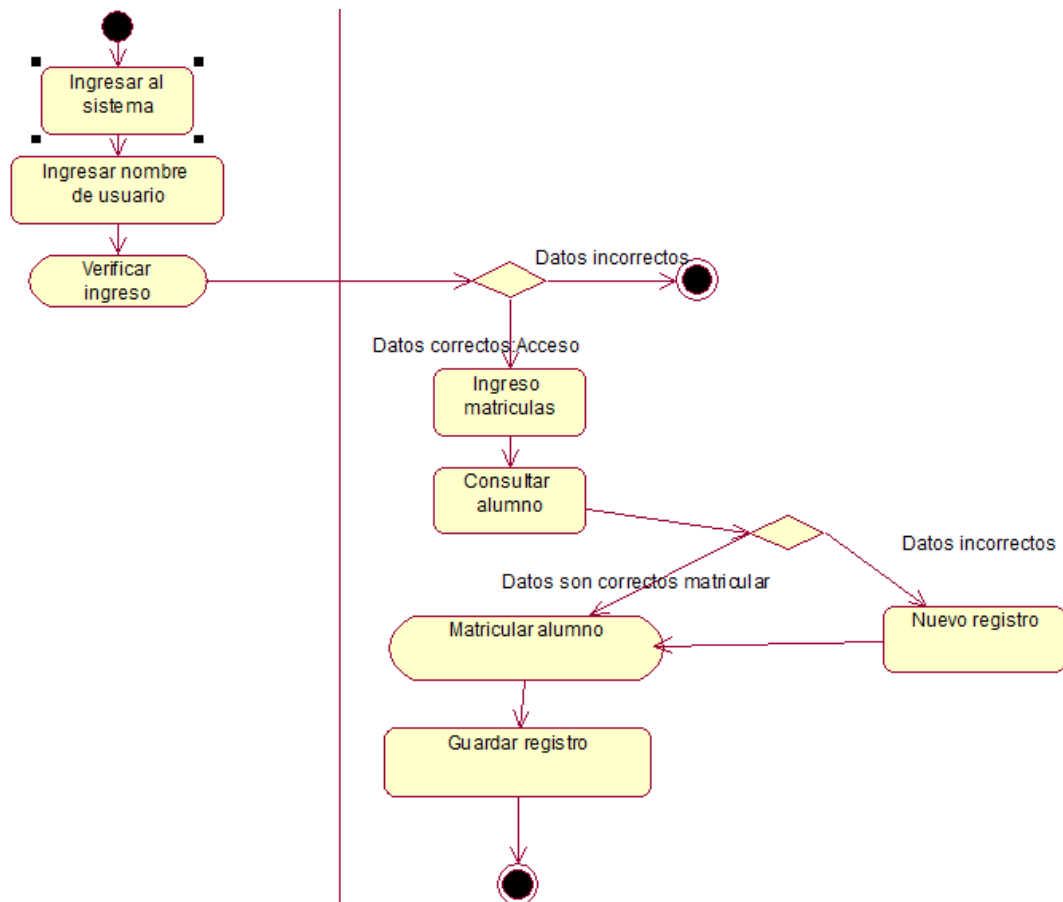 Ingresar al
sistema
Ingresar nombre
de usuario
Verificar
ingreso
Datos incorrectos
Datos correctos:Acceso
Ingreso
matriculas
Consultar
alumno
Datos incorrectos
Datos son correctos matricular
Matricular alumno
Nuevo registro
Guardar registro